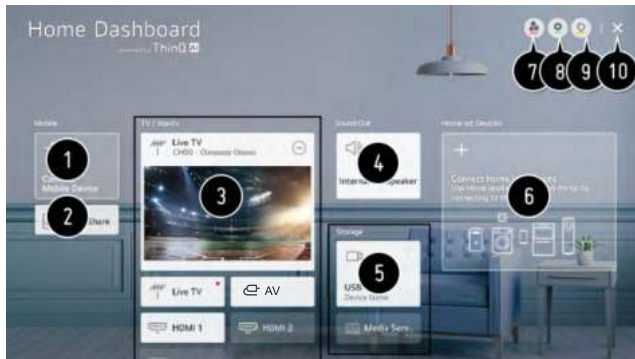 Home Dashboard
ThinQ AI
7 8 9 10
Mobile
TV / Inputs
Sound Out
Home IoT Devices
1
Mobile Device
2
Share
Live TV
3
Live TV
AV
HDMI 1
HDMI 2
4
Speaker
Storage
5
USB
Device Name
Media Serv
Connect Home
6